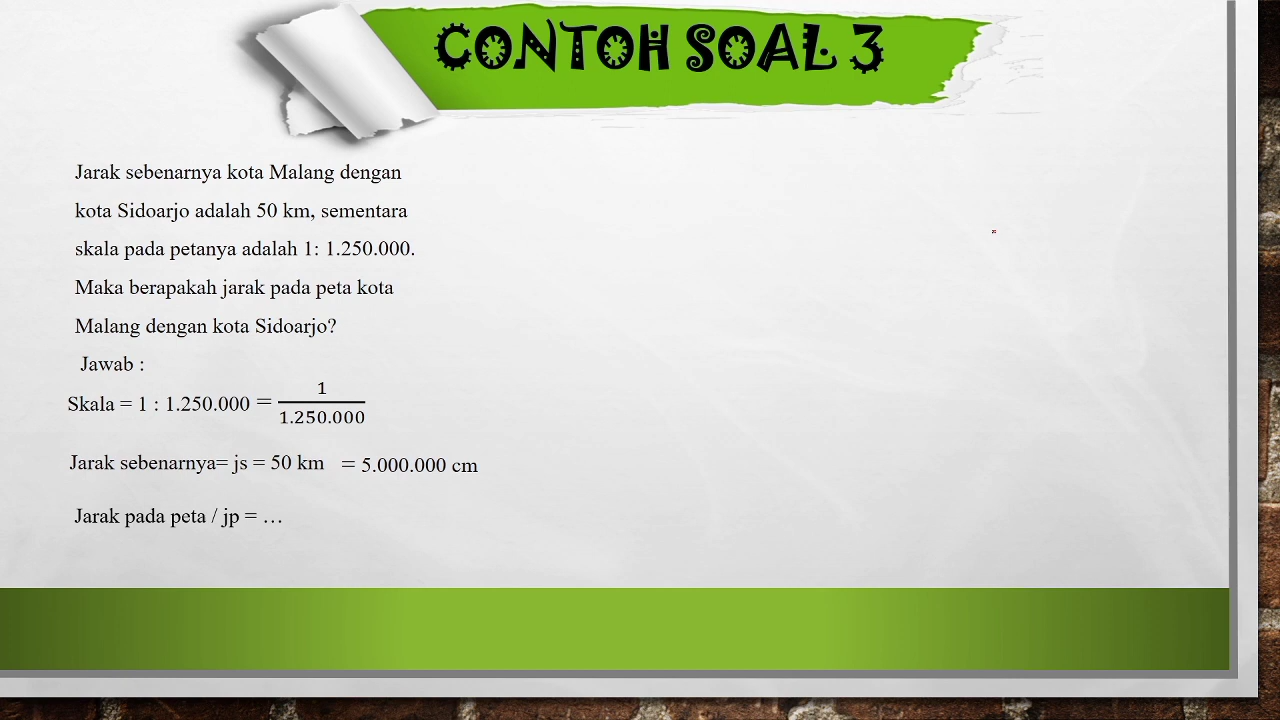 CONTOH SOAL 3
Jarak sebenarnya kota Malang dengan
kota Sidoarjo adalah 50 km, sementara
skala pada petanya adalah 1: 1.250.000.
Maka berapakah jarak pada peta kota
Malang dengan kota Sidoarjo?
Jawab :
Skala = 1 : 1.250.000 = 1/1.250.000
Jarak sebenarnya= js = 50 km = 5.000.000 cm
Jarak pada peta / jp = …